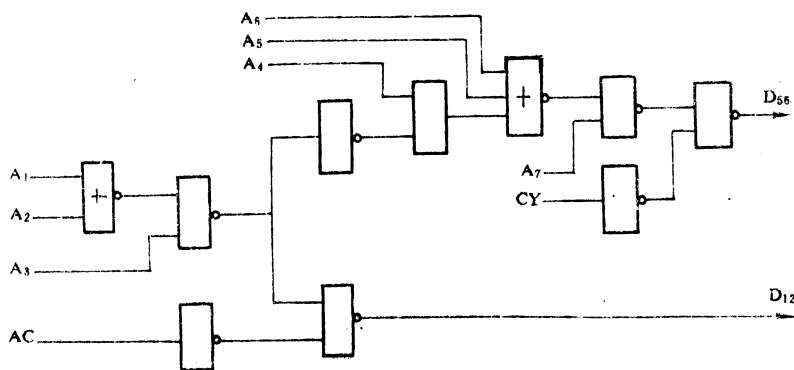 A₆
A₅
A₄
+
D₅₆
A₁
+
A₂
A₇
CY
A₃
D₁₂
AC